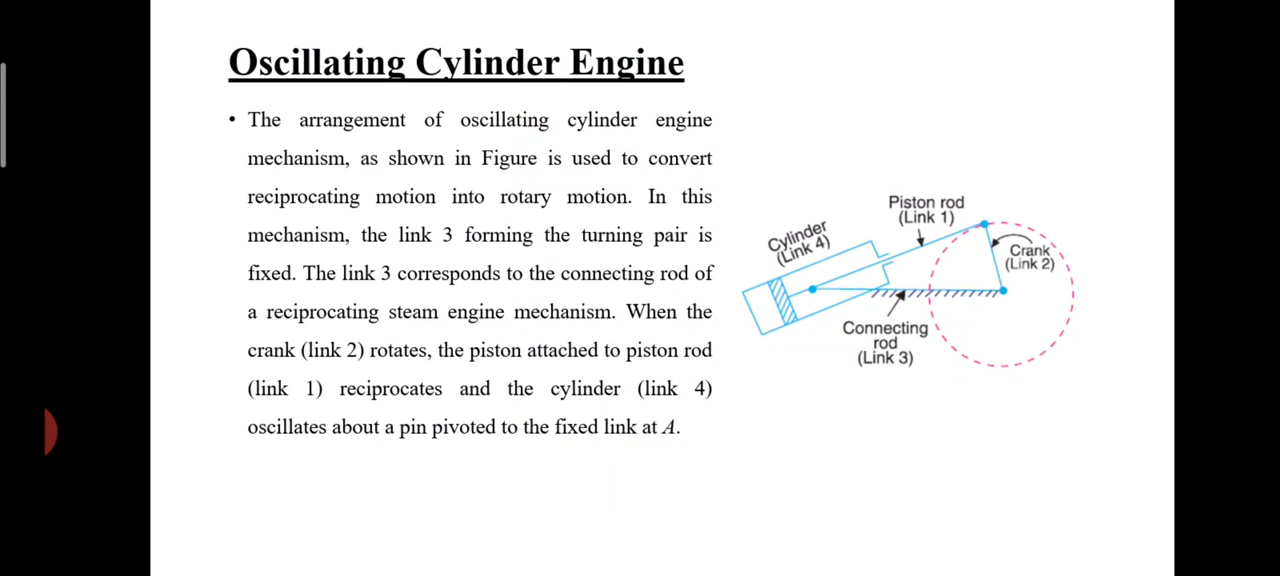 Oscillating Cylinder Engine
• The arrangement of oscillating cylinder engine
mechanism, as shown in Figure is used to convert
reciprocating motion into rotary motion. In this
mechanism, the link 3 forming the turning pair is
fixed. The link 3 corresponds to the connecting rod of
a reciprocating steam engine mechanism. When the
crank (link 2) rotates, the piston attached to piston rod
(link 1) reciprocates and the cylinder (link 4)
oscillates about a pin pivoted to the fixed link at A.
Piston rod
(Link 1)
Cylinder
(Link 4)
Crank
(Link 2)
Connecting
rod
(Link 3)